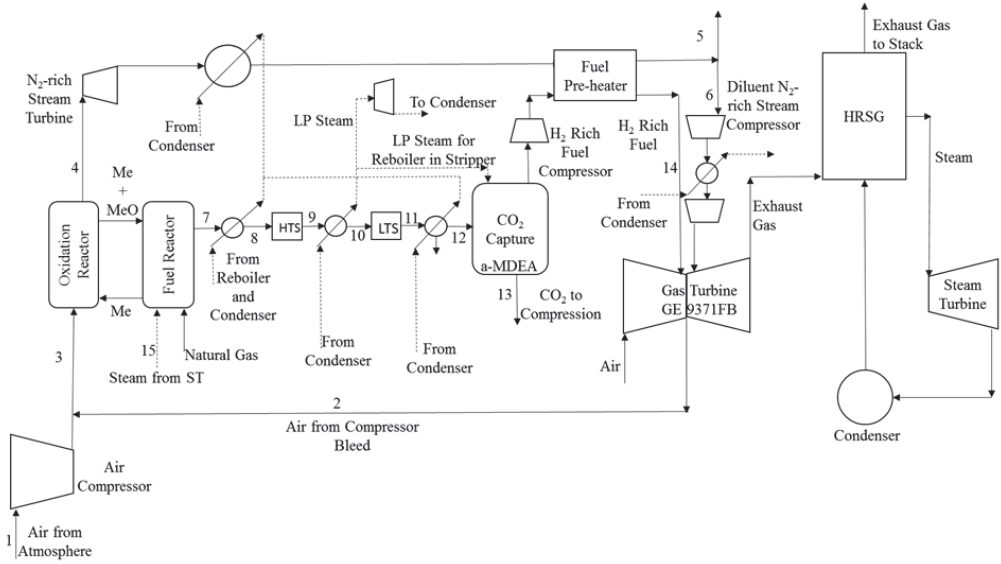 5
Exhaust Gas
to Stack
N₂-rich
Stream
Turbine
Fuel
Pre-heater
6
Diluent N₂-
rich Stream
Compressor
HRSG
From
Condenser
LP Steam
To Condenser
LP Steam for
Reboiler in Stripper
H₂ Rich
Fuel
Compressor
H₂ Rich
Fuel
14
Steam
4
Me
+
MeO
Oxidation
Reactor
Fuel Reactor
7
8
HTS
9
10
LTS
11
12
CO₂
Capture
a-MDEA
From
Condenser
Exhaust
Gas
From
Reboiler
and
Condenser
Me
13
CO₂ to
Compression
Gas Turbine
GE 9371FB
Steam
Turbine
3
15
Natural Gas
Steam from ST
From
Condenser
From
Condenser
Air
2
Air from Compressor
Bleed
Condenser
Air
Compressor
1
Air from
Atmosphere